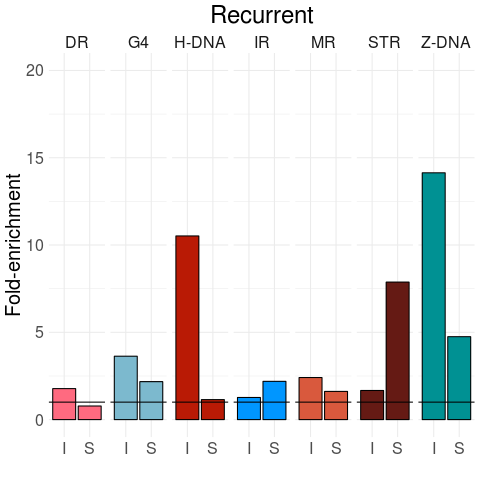 Recurrent
DR G4 H-DNA IR MR STR Z-DNA
Fold-enrichment
20
15
10
5
0
I S I S I S I S I S I S I S